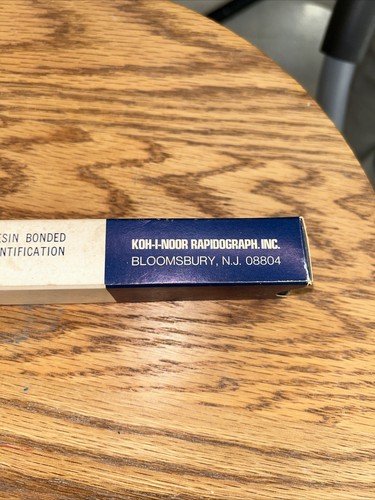 ESIN BONDED
NTIFICATION
KOH-I-NOOR RAPIDOGRAPH, INC.
BLOOMSBURY, N.J. 08804